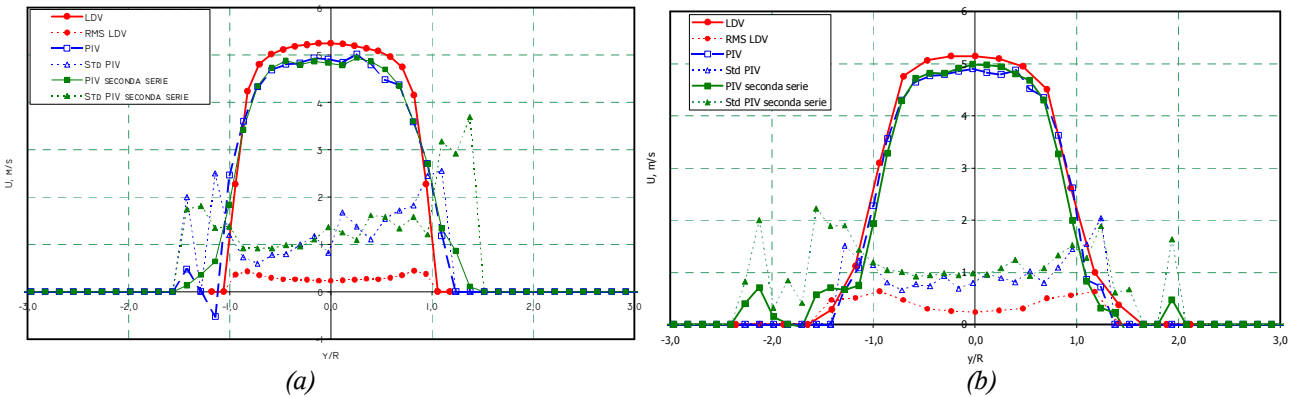 LDV
RMS LDV
PIV
STD PIV
PIV SECONDA SERIE
STD PIV SECONDA SERIE
6
5
4
3
2
1
0
-1
-3,0
-2,0
-1,0
0,0
1,0
2,0
3,0
U, M/S
Y/R
(a)
LDV
RMS LDV
PIV
Std PIV
PIV seconda serie
Std PIV seconda serie
6
5
4
3
2
1
0
-3,0
-2,0
-1,0
0,0
1,0
2,0
3,0
U, m/s
y/R
(b)